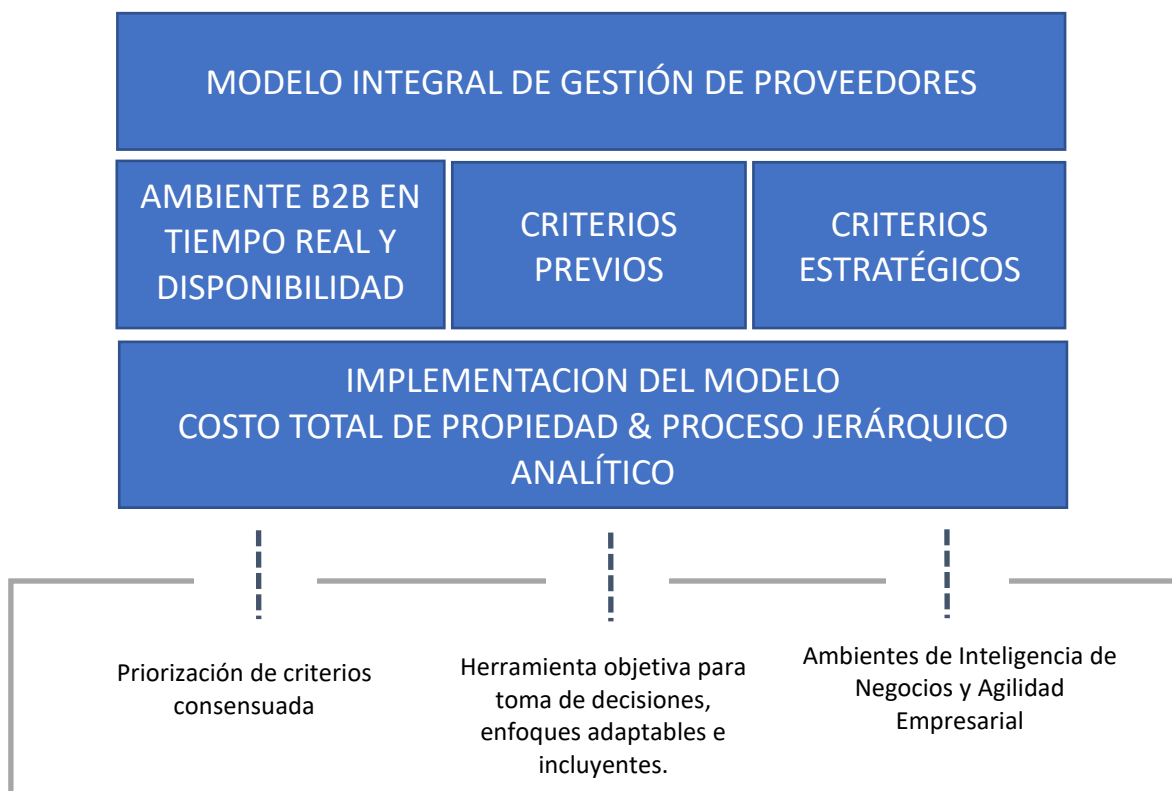 MODELO INTEGRAL DE GESTIÓN DE PROVEEDORES
AMBIENTE B2B EN
TIEMPO REAL Y
DISPONIBILIDAD
CRITERIOS
PREVIOS
CRITERIOS
ESTRATÉGICOS
IMPLEMENTACION DEL MODELO
COSTO TOTAL DE PROPIEDAD & PROCESO JERÁRQUICO
ANALÍTICO
Priorización de criterios
consensuada
Herramienta objetiva para
toma de decisiones,
enfoques adaptables e
incluyentes.
Ambientes de Inteligencia de
Negocios y Agilidad
Empresarial